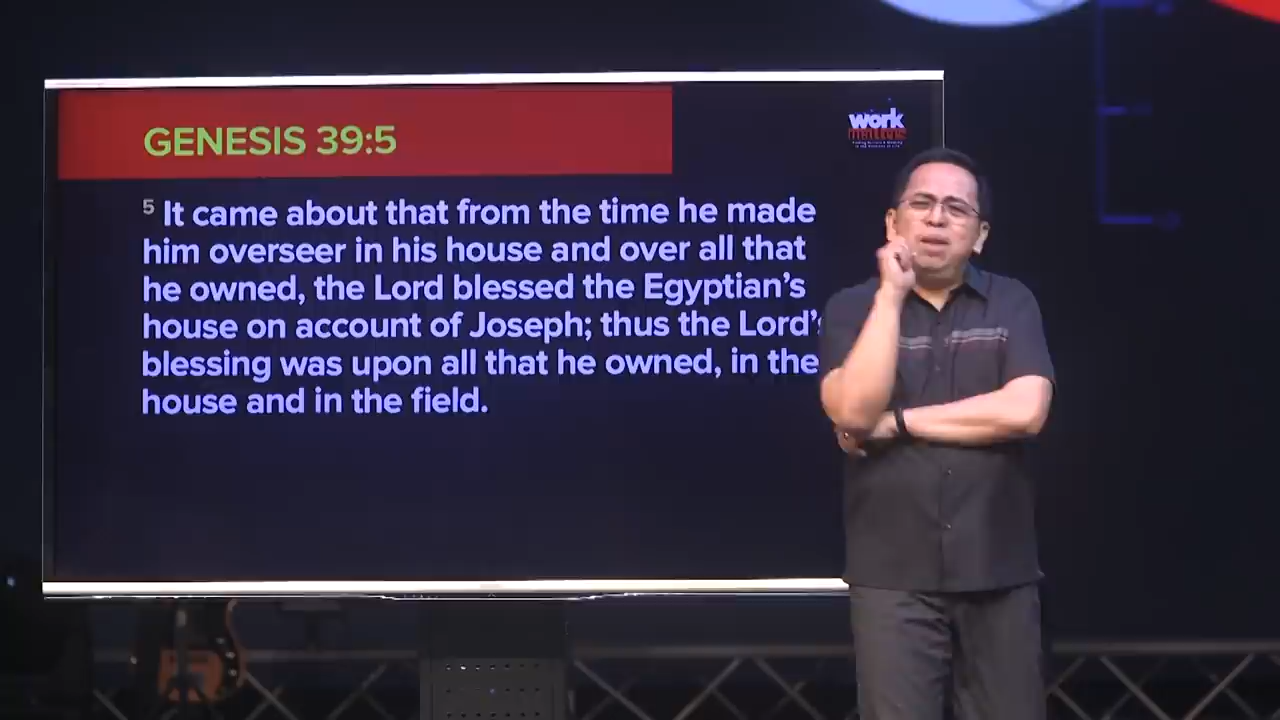 GENESIS 39:5
work
5 It came about that from the time he made
him overseer in his house and over all that
he owned, the Lord blessed the Egyptian’s
house on account of Joseph; thus the Lord’s
blessing was upon all that he owned, in the
house and in the field.